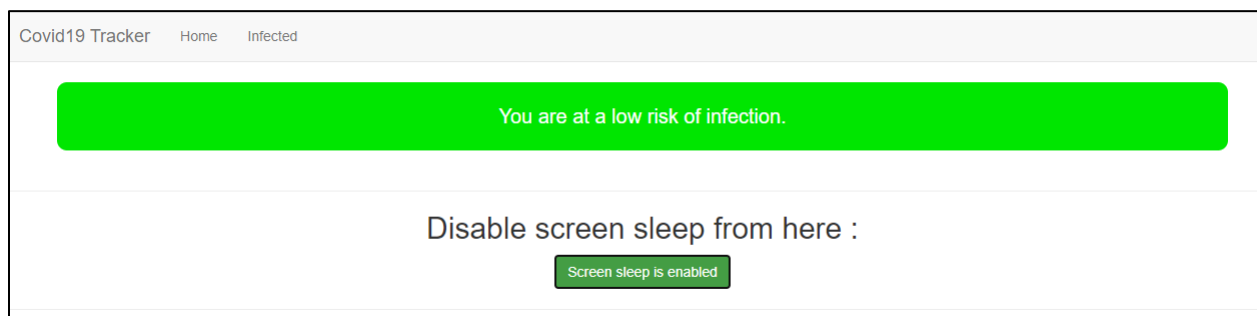 Covid19 Tracker Home Infected
You are at a low risk of infection.
Disable screen sleep from here :
Screen sleep is enabled